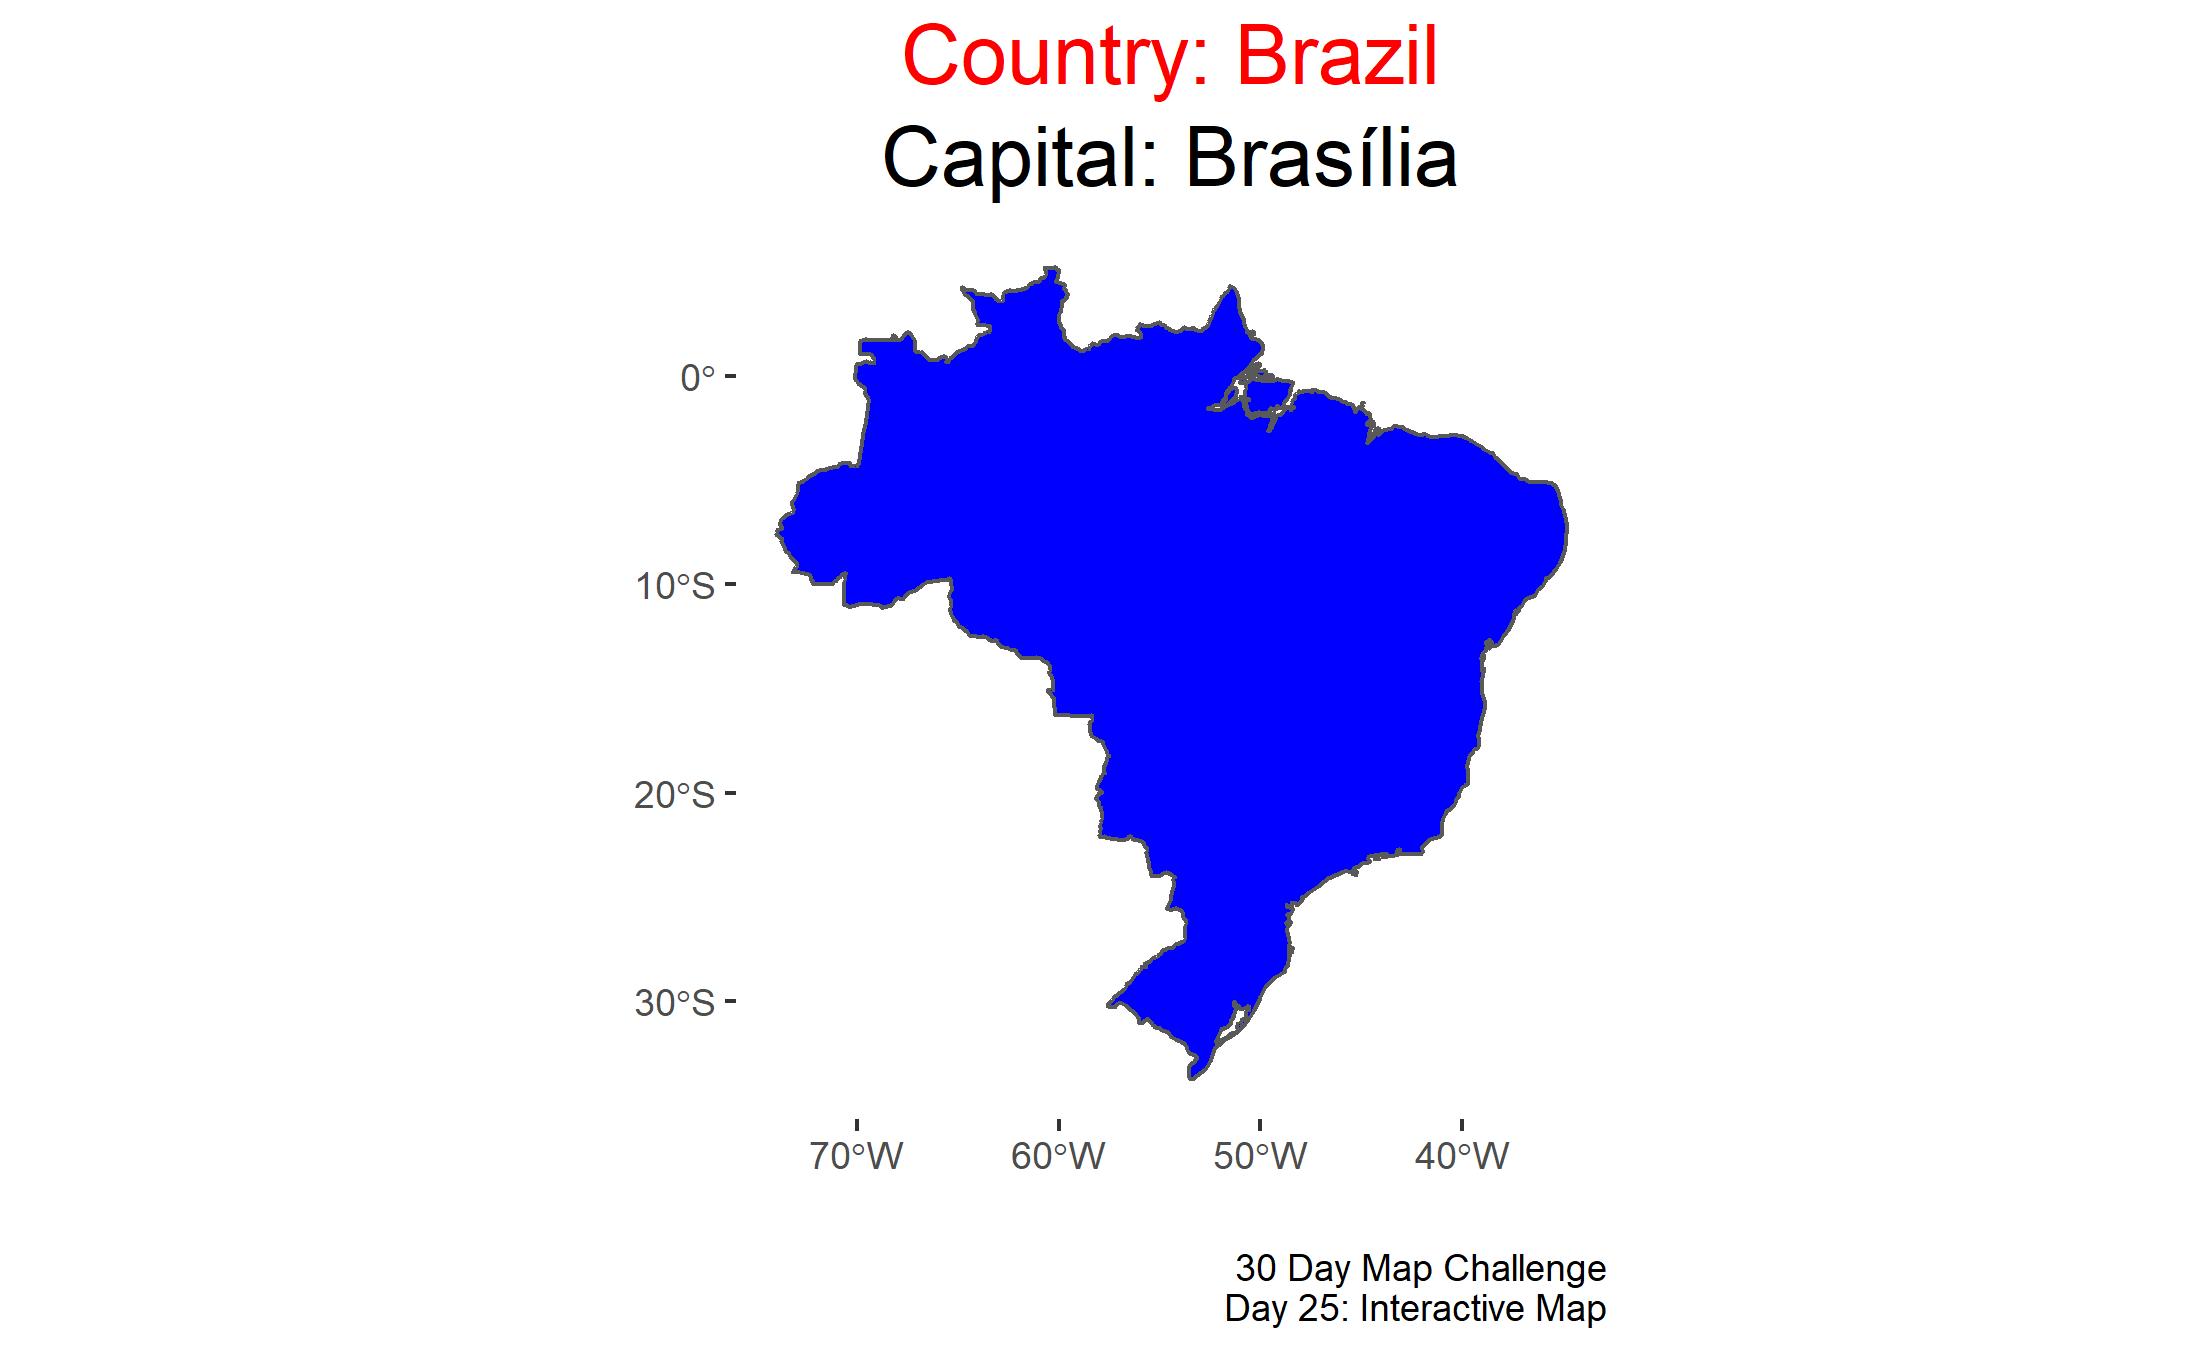 Country: Brazil
Capital: Brasília
0°
10°S
20°S
30°S
70°W 60°W 50°W 40°W
30 Day Map Challenge
Day 25: Interactive Map